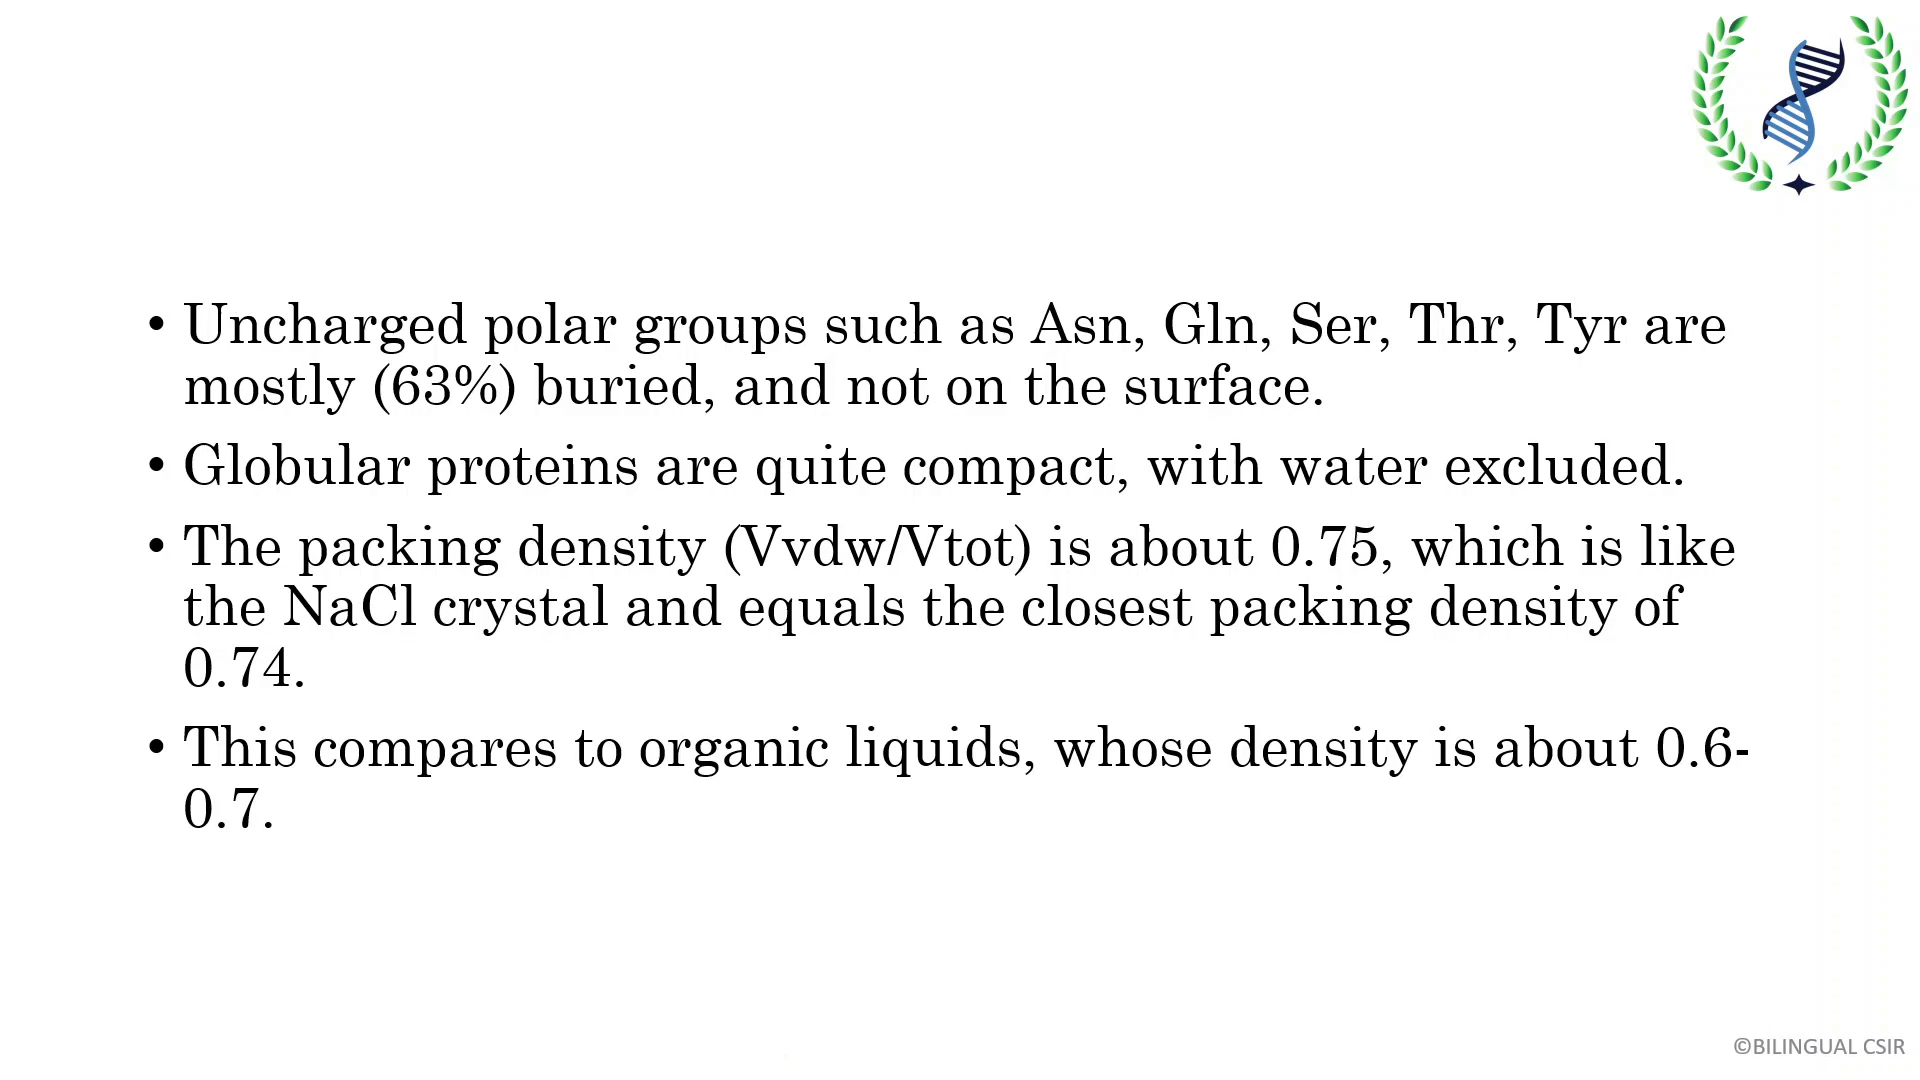 • Uncharged polar groups such as Asn, Gln, Ser, Thr, Tyr are
mostly (63%) buried, and not on the surface.
• Globular proteins are quite compact, with water excluded.
• The packing density (Vvdw/Vtot) is about 0.75, which is like
the NaCl crystal and equals the closest packing density of
0.74.
• This compares to organic liquids, whose density is about 0.6-
0.7.
©BILINGUAL CSIR